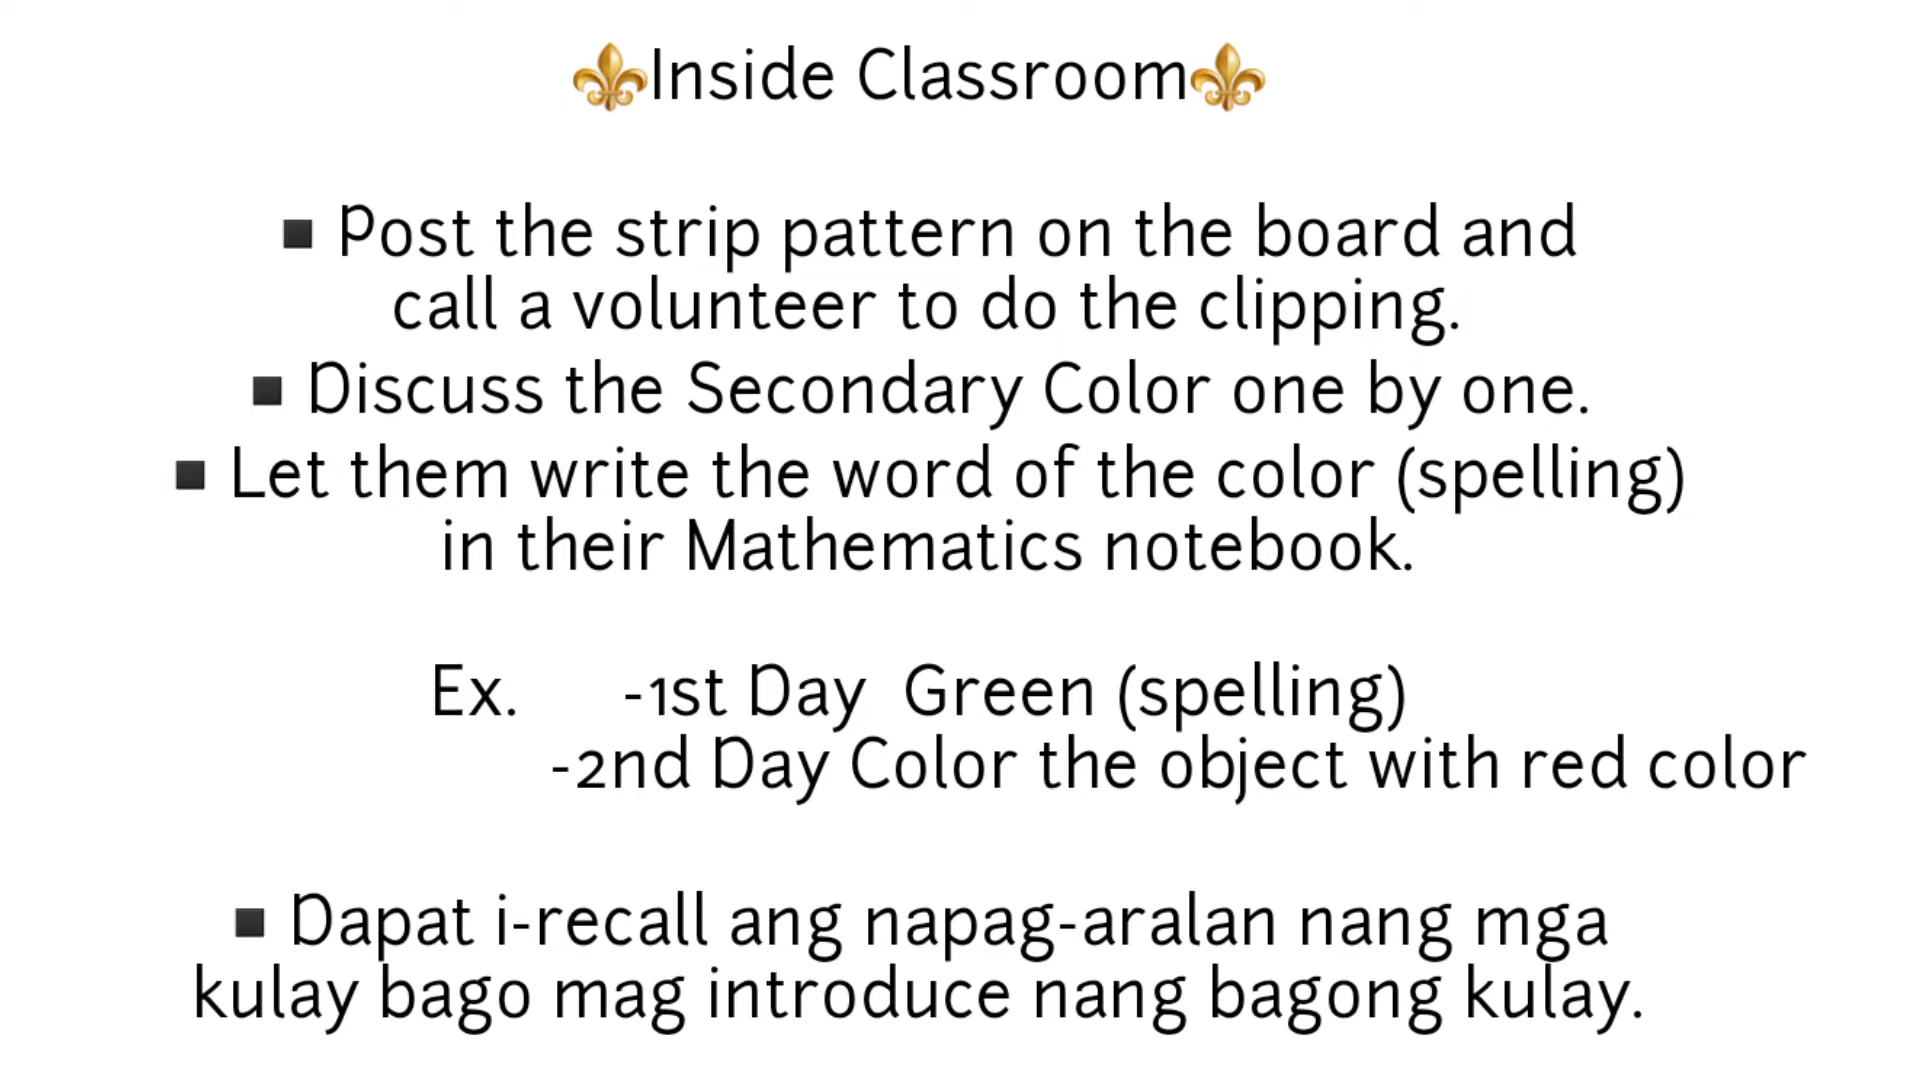 ⚜️Inside Classroom⚜️
▪ Post the strip pattern on the board and
call a volunteer to do the clipping.
▪ Discuss the Secondary Color one by one.
▪ Let them write the word of the color (spelling)
in their Mathematics notebook.
Ex. -1st Day Green (spelling)
-2nd Day Color the object with red color
▪ Dapat i-recall ang napag-aralan nang mga
kulay bago mag introduce nang bagong kulay.